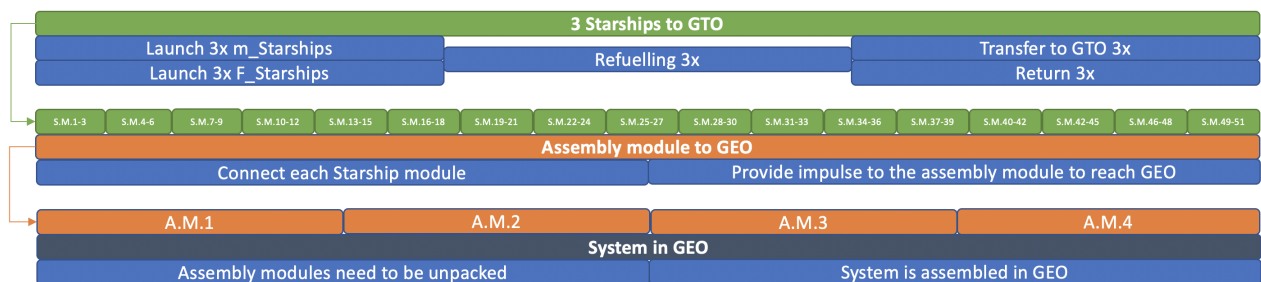 3 Starships to GTO
Launch 3x m_Starships
Refuelling 3x
Transfer to GTO 3x
Launch 3x F_Starships
Return 3x
S.M.1-3 S.M.4-6 S.M.7-9 S.M.10-12 S.M.13-15 S.M.16-18 S.M.19-21 S.M.22-24 S.M.25-27 S.M.28-30 S.M.31-33 S.M.34-36 S.M.37-39 S.M.40-42 S.M.42-45 S.M.46-48 S.M.49-51
Assembly module to GEO
Connect each Starship module
Provide impulse to the assembly module to reach GEO
A.M.1 A.M.2 A.M.3 A.M.4
System in GEO
Assembly modules need to be unpacked
System is assembled in GEO